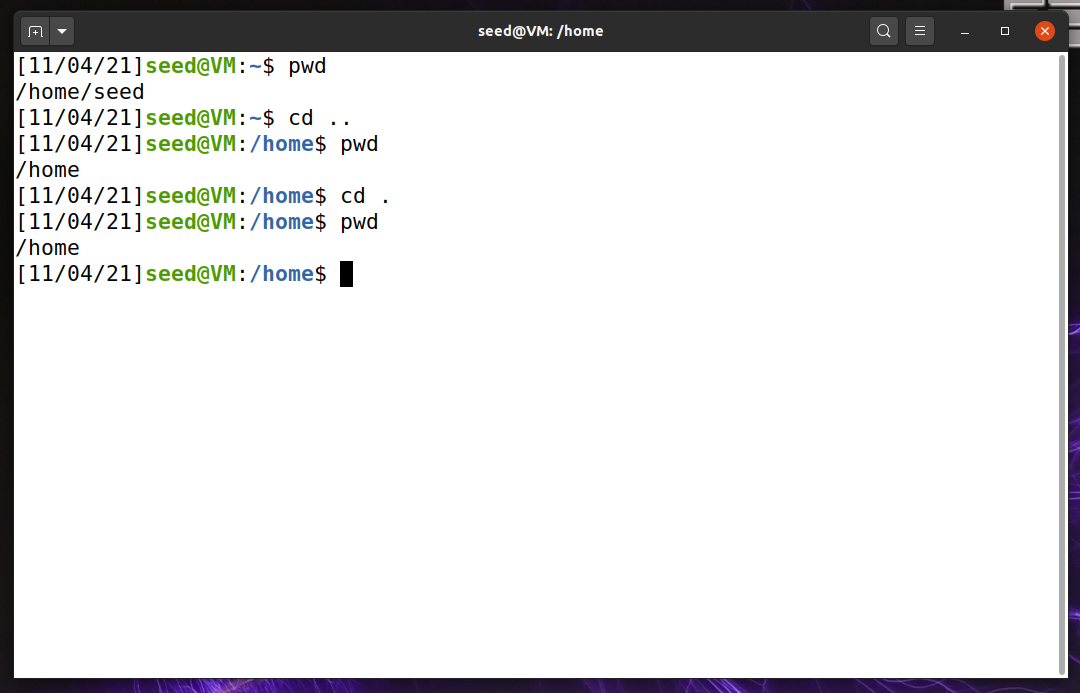 seed@VM: /home
[11/04/21]seed@VM:~$ pwd
/home/seed
[11/04/21]seed@VM:~$ cd ..
[11/04/21]seed@VM:/home$ pwd
/home
[11/04/21]seed@VM:/home$ cd .
[11/04/21]seed@VM:/home$ pwd
/home
[11/04/21]seed@VM:/home$